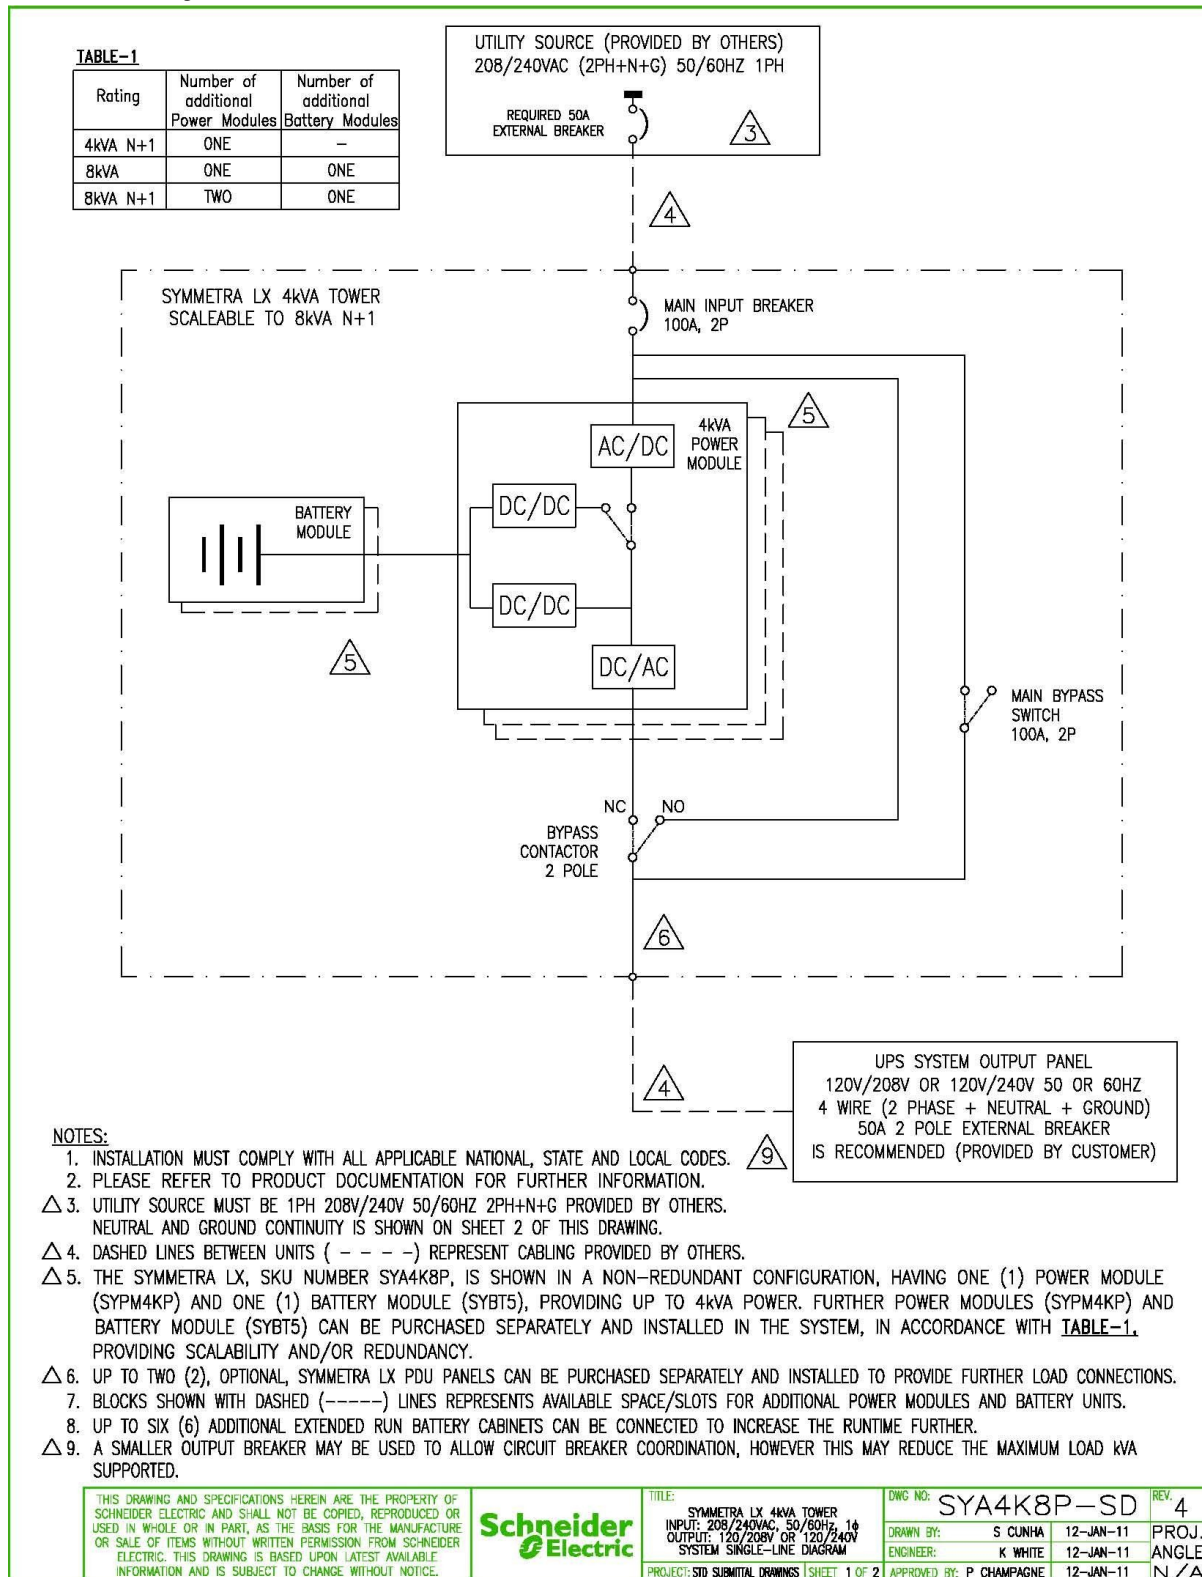 TABLE-1
Rating
Number of
additional
Power Modules
Number of
additional
Battery Modules
4kVA N+1 ONE –
8kVA ONE ONE
8kVA N+1 TWO ONE
UTILITY SOURCE (PROVIDED BY OTHERS)
208/240VAC (2PH+N+G) 50/60HZ 1PH
REQUIRED 50A
EXTERNAL BREAKER
3
4
SYMMETRA LX 4kVA TOWER
SCALEABLE TO 8kVA N+1
MAIN INPUT BREAKER
100A, 2P
5
4kVA
POWER
MODULE
AC/DC
DC/DC
BATTERY
MODULE
DC/DC
5
DC/AC
MAIN BYPASS
SWITCH
100A, 2P
NC NO
BYPASS
CONTACTOR
2 POLE
6
4
UPS SYSTEM OUTPUT PANEL
120V/208V OR 120V/240V 50 OR 60HZ
4 WIRE (2 PHASE + NEUTRAL + GROUND)
50A 2 POLE EXTERNAL BREAKER
IS RECOMMENDED (PROVIDED BY CUSTOMER)
9
NOTES:
1. INSTALLATION MUST COMPLY WITH ALL APPLICABLE NATIONAL, STATE AND LOCAL CODES.
2. PLEASE REFER TO PRODUCT DOCUMENTATION FOR FURTHER INFORMATION.
△ 3. UTILITY SOURCE MUST BE 1PH 208V/240V 50/60HZ 2PH+N+G PROVIDED BY OTHERS.
NEUTRAL AND GROUND CONTINUITY IS SHOWN ON SHEET 2 OF THIS DRAWING.
△ 4. DASHED LINES BETWEEN UNITS ( – – – –) REPRESENT CABLING PROVIDED BY OTHERS.
△ 5. THE SYMMETRA LX, SKU NUMBER SYA4K8P, IS SHOWN IN A NON-REDUNDANT CONFIGURATION, HAVING ONE (1) POWER MODULE
(SYPM4KP) AND ONE (1) BATTERY MODULE (SYBT5), PROVIDING UP TO 4kVA POWER. FURTHER POWER MODULES (SYPM4KP) AND
BATTERY MODULE (SYBT5) CAN BE PURCHASED SEPARATELY AND INSTALLED IN THE SYSTEM, IN ACCORDANCE WITH TABLE-1,
PROVIDING SCALABILITY AND/OR REDUNDANCY.
△ 6. UP TO TWO (2), OPTIONAL, SYMMETRA LX PDU PANELS CAN BE PURCHASED SEPARATELY AND INSTALLED TO PROVIDE FURTHER LOAD CONNECTIONS.
7. BLOCKS SHOWN WITH DASHED (-----) LINES REPRESENTS AVAILABLE SPACE/SLOTS FOR ADDITIONAL POWER MODULES AND BATTERY UNITS.
8. UP TO SIX (6) ADDITIONAL EXTENDED RUN BATTERY CABINETS CAN BE CONNECTED TO INCREASE THE RUNTIME FURTHER.
△ 9. A SMALLER OUTPUT BREAKER MAY BE USED TO ALLOW CIRCUIT BREAKER COORDINATION, HOWEVER THIS MAY REDUCE THE MAXIMUM LOAD kVA
SUPPORTED.
THIS DRAWING AND SPECIFICATIONS HEREIN ARE THE PROPERTY OF
SCHNEIDER ELECTRIC AND SHALL NOT BE COPIED, REPRODUCED OR
USED IN WHOLE OR IN PART, AS THE BASIS FOR THE MANUFACTURE
OR SALE OF ITEMS WITHOUT WRITTEN PERMISSION FROM SCHNEIDER
ELECTRIC. THIS DRAWING IS BASED UPON LATEST AVAILABLE
INFORMATION AND IS SUBJECT TO CHANGE WITHOUT NOTICE.
Schneider
Electric
TITLE:
SYMMETRA LX 4KVA TOWER
INPUT: 208/240VAC, 50/60Hz, 1ϕ
OUTPUT: 120/208V OR 120/240V
SYSTEM SINGLE-LINE DIAGRAM
PROJECT: STD SUBMITTAL DRAWINGS SHEET 1 OF 2
DWG NO: SYA4K8P-SD REV. 4
DRAWN BY: S CUNHA 12-JAN-11 PROJ.
ENGINEER: K WHITE 12-JAN-11 ANGLE
APPROVED BY: P CHAMPAGNE 12-JAN-11 N/A